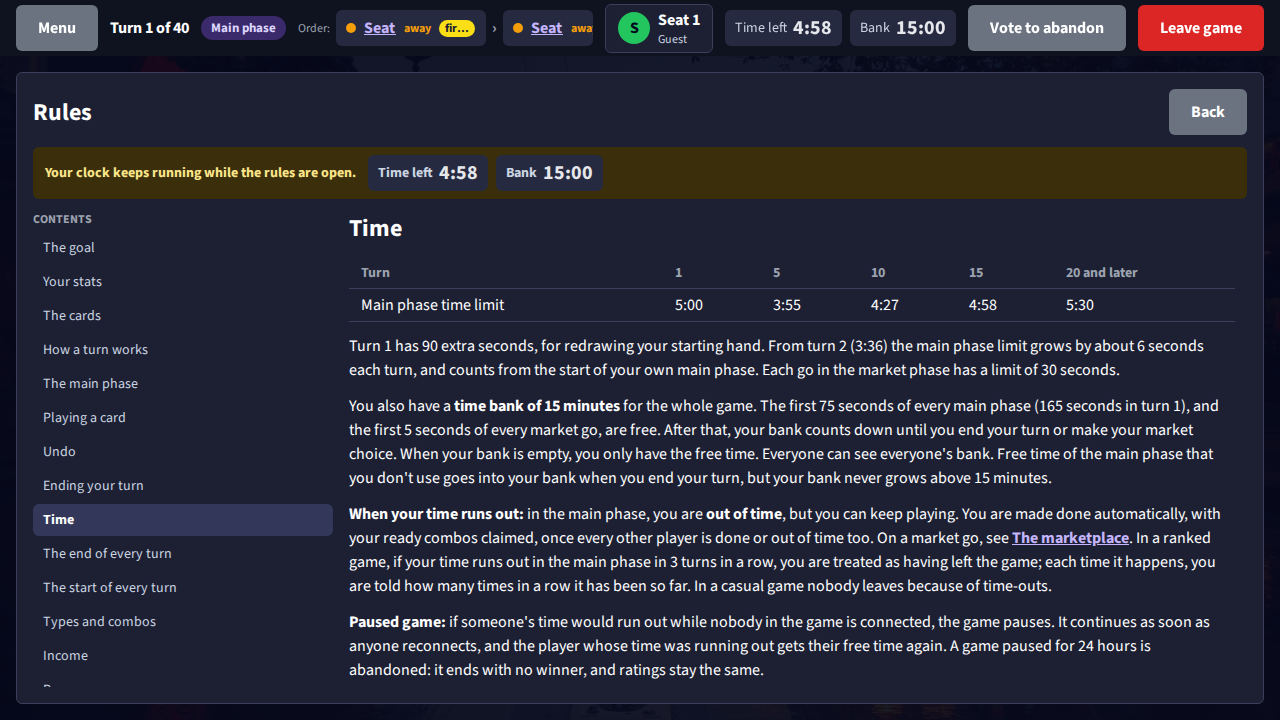 Menu
Turn 1 of 40
Main phase
Order:
Seat away fir...
›
Seat
S
Seat 1
Guest
Time left 4:58
Bank 15:00
Vote to abandon
Leave game
Rules
Back
Your clock keeps running while the rules are open.
Time left 4:58
Bank 15:00
CONTENTS
The goal
Your stats
The cards
How a turn works
The main phase
Playing a card
Undo
Ending your turn
Time
The end of every turn
The start of every turn
Types and combos
Income
Time
Turn 1 5 10 15 20 and later
Main phase time limit 5:00 3:55 4:27 4:58 5:30
Turn 1 has 90 extra seconds, for redrawing your starting hand. From turn 2 (3:36) the main phase limit grows by about 6 seconds
each turn, and counts from the start of your own main phase. Each go in the market phase has a limit of 30 seconds.
You also have a time bank of 15 minutes for the whole game. The first 75 seconds of every main phase (165 seconds in turn 1), and
the first 5 seconds of every market go, are free. After that, your bank counts down until you end your turn or make your market
choice. When your bank is empty, you only have the free time. Everyone can see everyone's bank. Free time of the main phase that
you don't use goes into your bank when you end your turn, but your bank never grows above 15 minutes.
When your time runs out: in the main phase, you are out of time, but you can keep playing. You are made done automatically, with
your ready combos claimed, once every other player is done or out of time too. On a market go, see The marketplace. In a ranked
game, if your time runs out in the main phase in 3 turns in a row, you are treated as having left the game; each time it happens, you
are told how many times in a row it has been so far. In a casual game nobody leaves because of time-outs.
Paused game: if someone's time would run out while nobody in the game is connected, the game pauses. It continues as soon as
anyone reconnects, and the player whose time was running out gets their free time again. A game paused for 24 hours is
abandoned: it ends with no winner, and ratings stay the same.